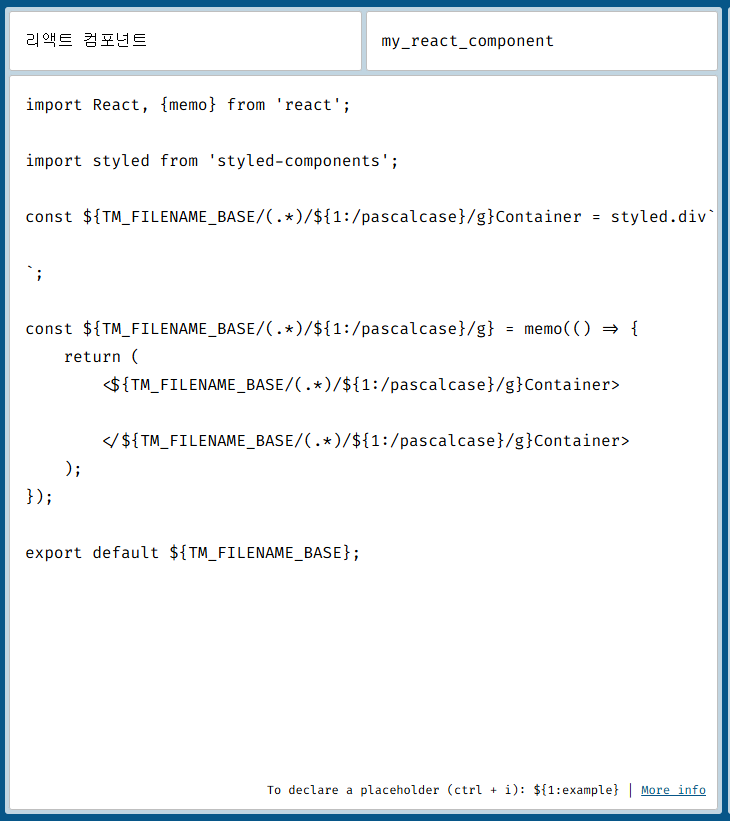 리액트 컴포넌트
my_react_component
import React, {memo} from 'react';
import styled from 'styled-components';
const ${TM_FILENAME_BASE/(.*)/${1:/pascalcase}/g}Container = styled.div`
`;
const ${TM_FILENAME_BASE/(.*)/${1:/pascalcase}/g} = memo(() => {
    return (
        <${TM_FILENAME_BASE/(.*)/${1:/pascalcase}/g}Container>
        </${TM_FILENAME_BASE/(.*)/${1:/pascalcase}/g}Container>
    );
});
export default ${TM_FILENAME_BASE};
To declare a placeholder (ctrl + i): ${1:example} | More info